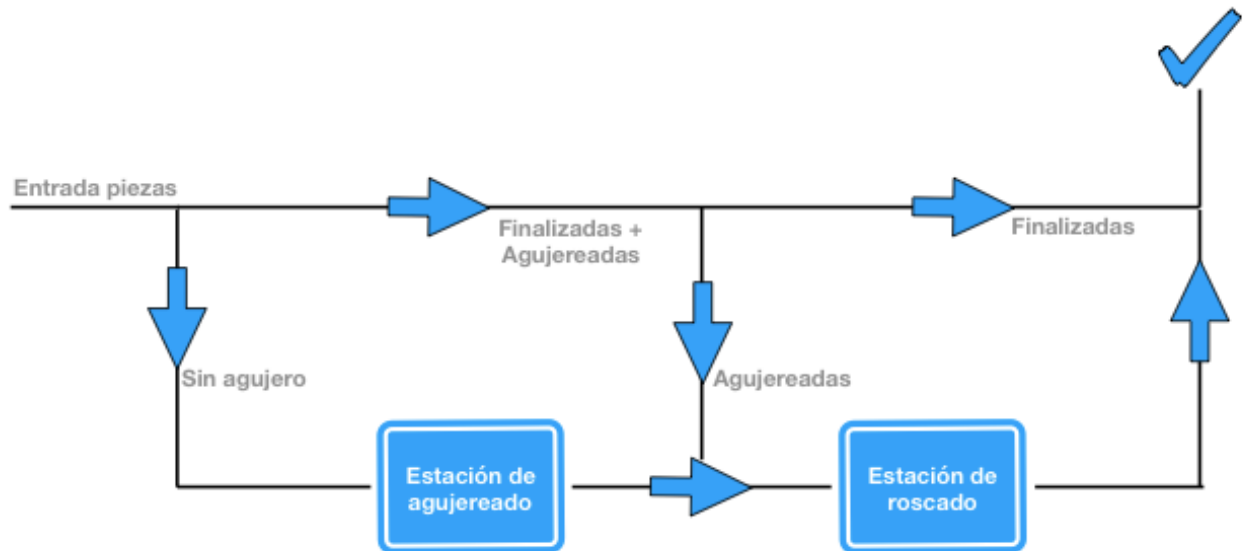 Entrada piezas
Finalizadas +
Agujereadas
Finalizadas
Sin agujero
Agujereadas
Estación de
agujereado
Estación de
roscado